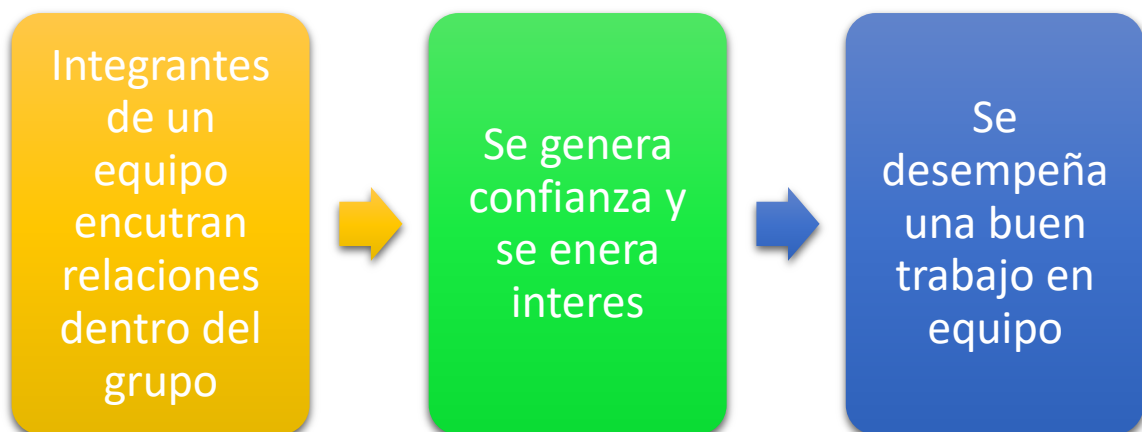 Integrantes
de un
equipo
encutran
relaciones
dentro del
grupo
Se genera
confianza y
se enera
interes
Se
desempeña
una buen
trabajo en
equipo